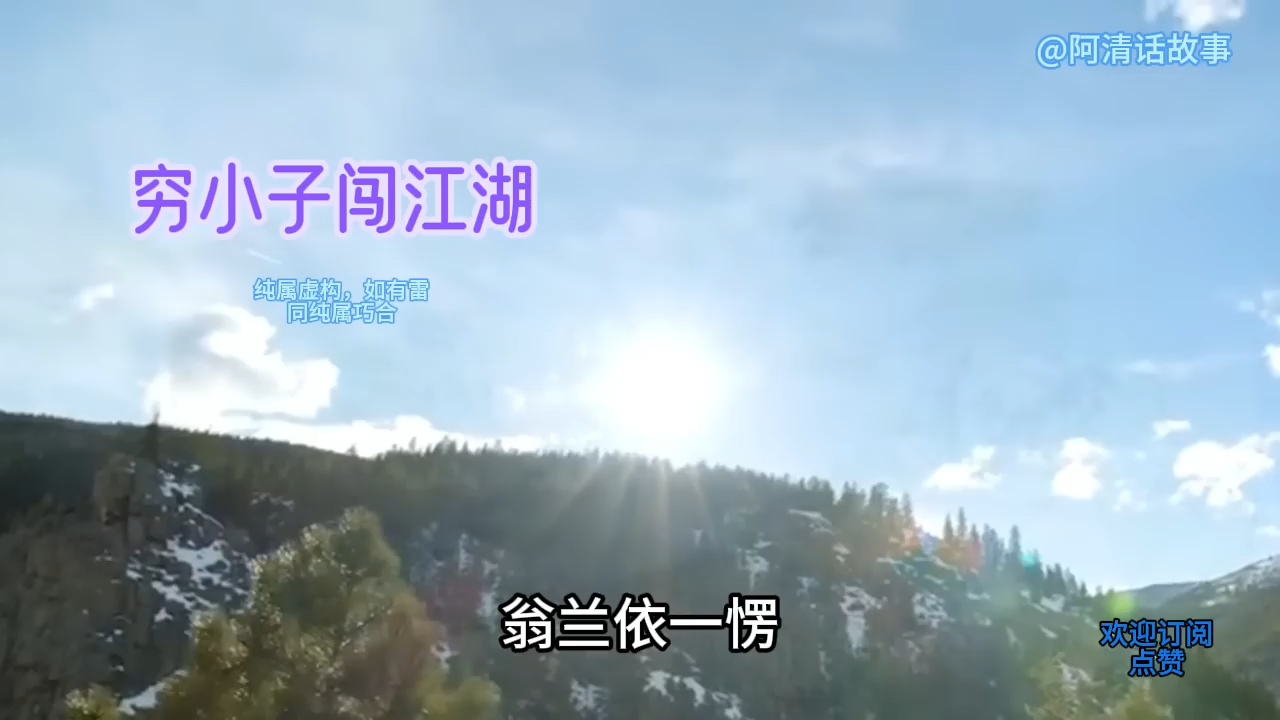 @阿清话故事
穷小子闯江湖
纯属虚构，如有雷
同纯属巧合
翁兰依一愣
欢迎订阅
点赞